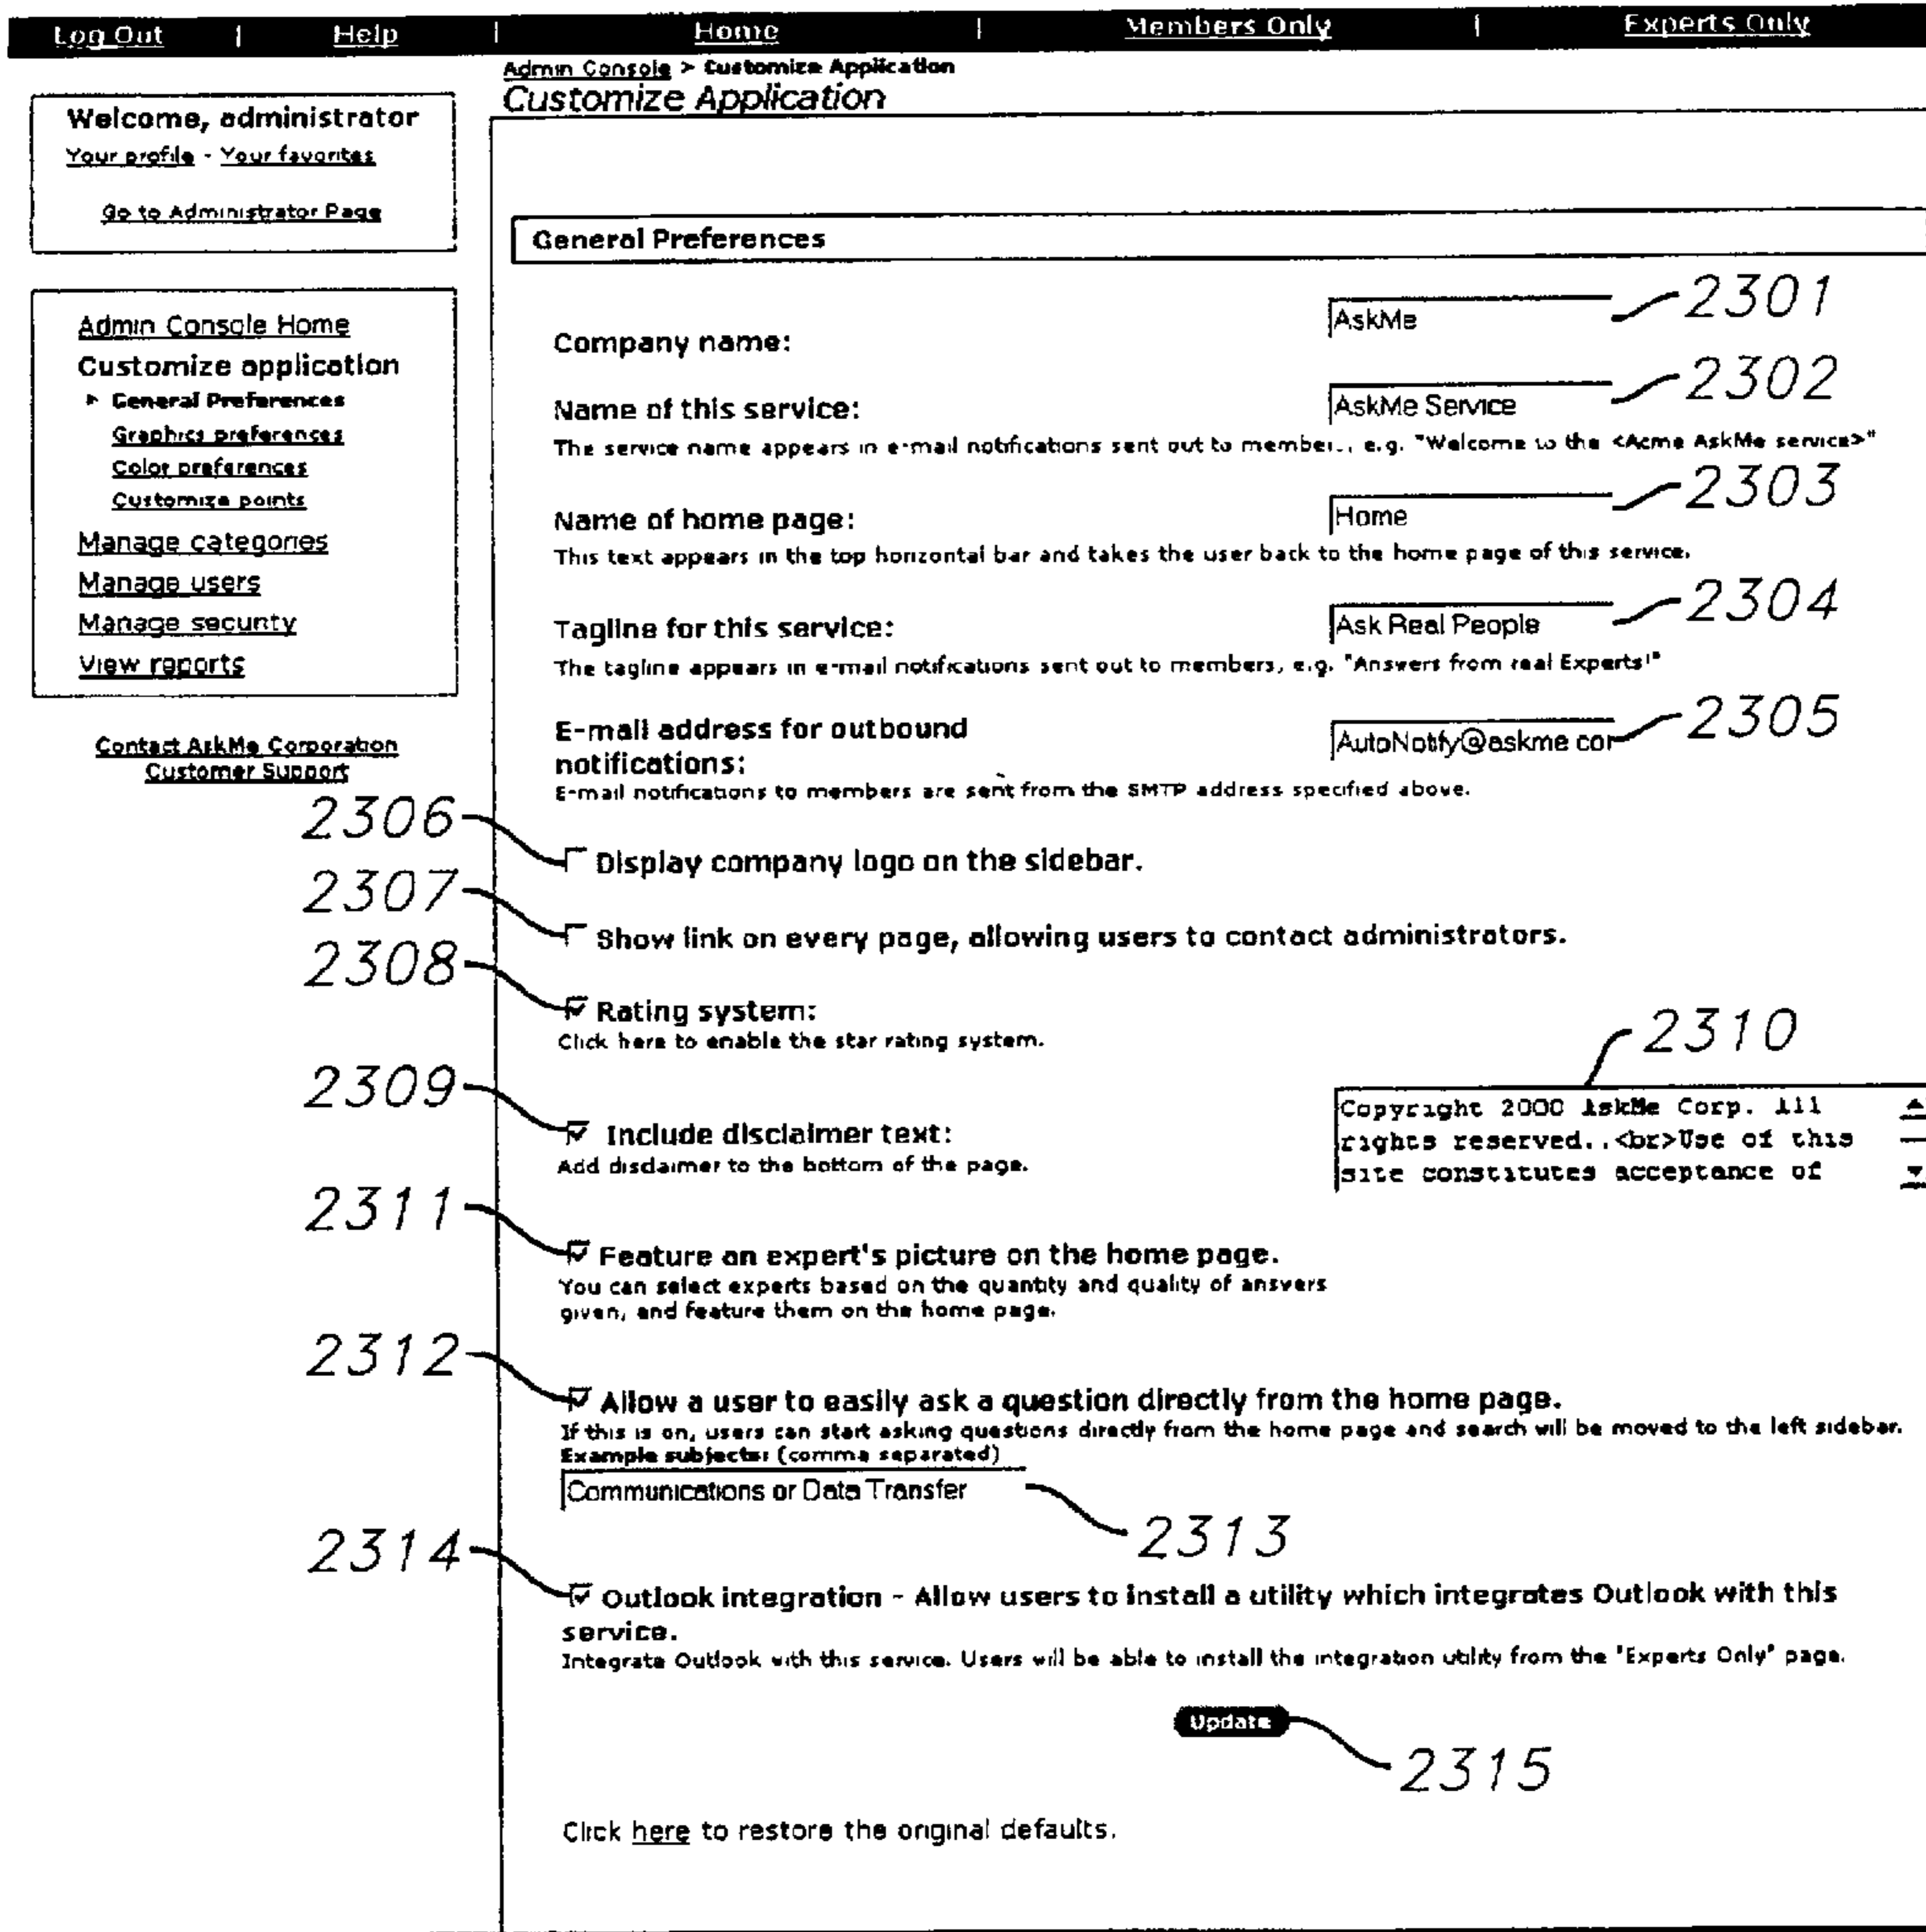 Log Out | Help | Home | Members Only | Experts Only
Admin Console > Customize Application
Customize Application
Welcome, administrator
Your profile - Your favorites
Go to Administrator Page
Admin Console Home
Customize application
General Preferences
Graphics preferences
Color preferences
Customize points
Manage categories
Manage users
Manage security
View reports
Contact AskMe Corporation
Customer Support
General Preferences
2301
Company name: AskMe
2302
Name of this service: AskMe Service
The service name appears in e-mail notifications sent out to member.., e.g. "Welcome to the <Acme AskMe service>"
2303
Name of home page: Home
This text appears in the top horizontal bar and takes the user back to the home page of this service.
2304
Tagline for this service: Ask Real People
The tagline appears in e-mail notifications sent out to members, e.g. "Answers from real Experts!"
2305
E-mail address for outbound
notifications: AutoNotify@askme cor
E-mail notifications to members are sent from the SMTP address specified above.
2306
Display company logo on the sidebar.
2307
Show link on every page, allowing users to contact administrators.
2308
Rating system:
Click here to enable the star rating system.
2309
Include disclaimer text:
Add disclaimer to the bottom of the page.
2310
Copyright 2000 AskMe Corp. All
rights reserved..<br>Use of this
site constitutes acceptance of
2311
Feature an expert's picture on the home page.
You can select experts based on the quantity and quality of answers
given, and feature them on the home page.
2312
Allow a user to easily ask a question directly from the home page.
If this is on, users can start asking questions directly from the home page and search will be moved to the left sidebar.
Example subjects: (comma separated)
Communications or Data Transfer
2313
2314
Outlook integration - Allow users to install a utility which integrates Outlook with this
service.
Integrate Outlook with this service. Users will be able to install the integration utility from the "Experts Only" page.
Update
2315
Click here to restore the original defaults.